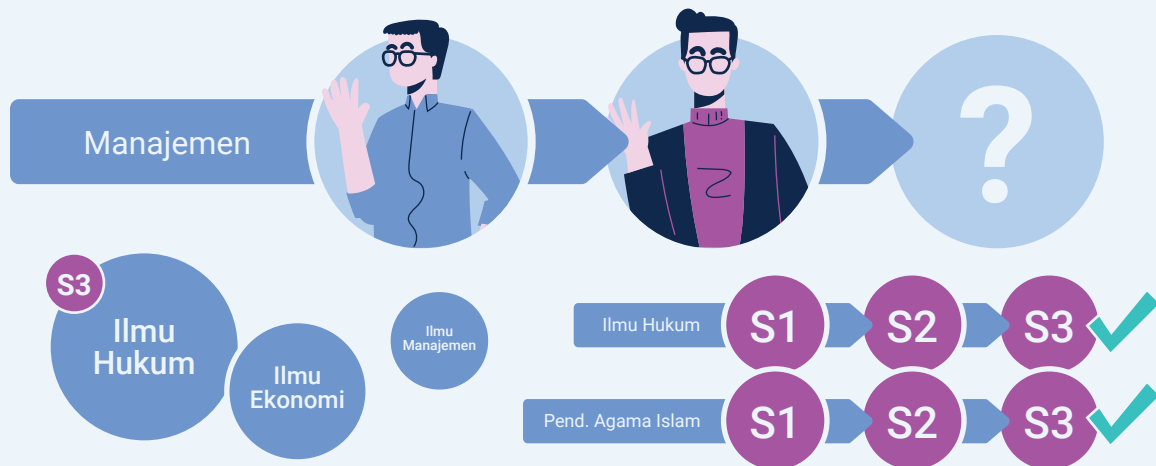 Manajemen
?
S3
Ilmu
Hukum
Ilmu
Ekonomi
Ilmu
Manajemen
Ilmu Hukum S1 S2 S3
Pend. Agama Islam S1 S2 S3